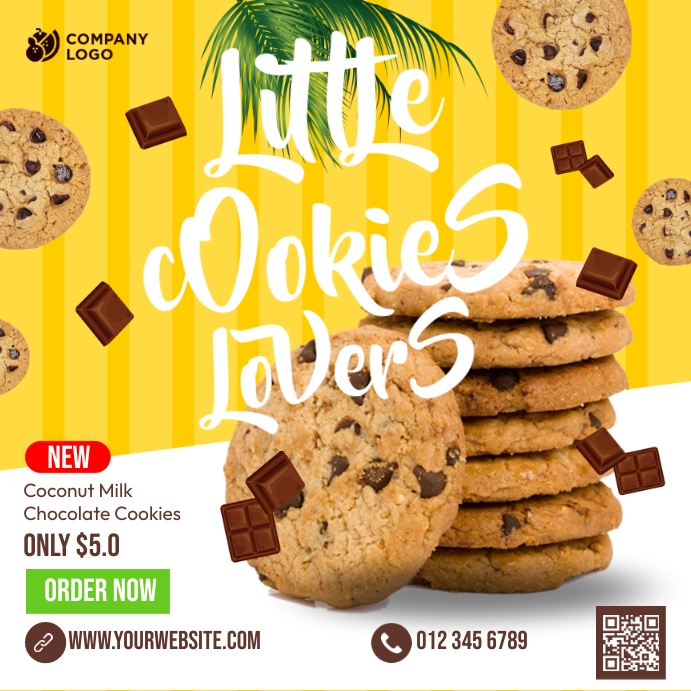 COMPANY
LOGO
Little
cOokieS
LoVerS
NEW
Coconut Milk
Chocolate Cookies
ONLY $5.0
ORDER NOW
WWW.YOURWEBSITE.COM
012 345 6789